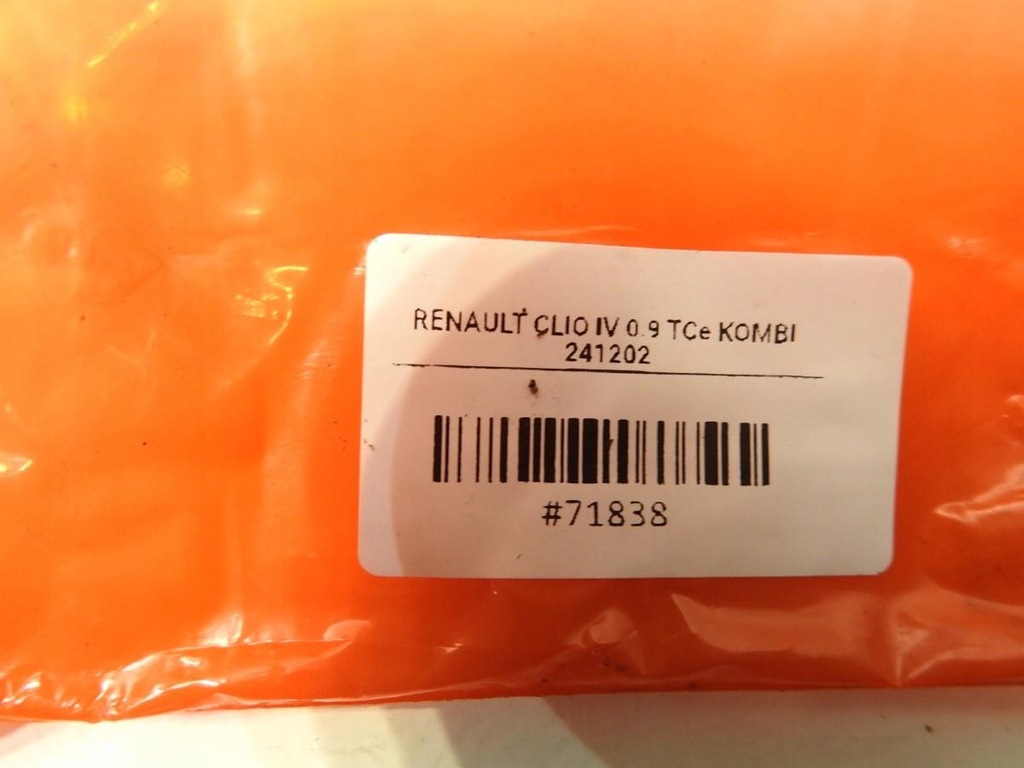 RENAULT CLIO IV 0.9 TCe KOMBI
241202
#71838